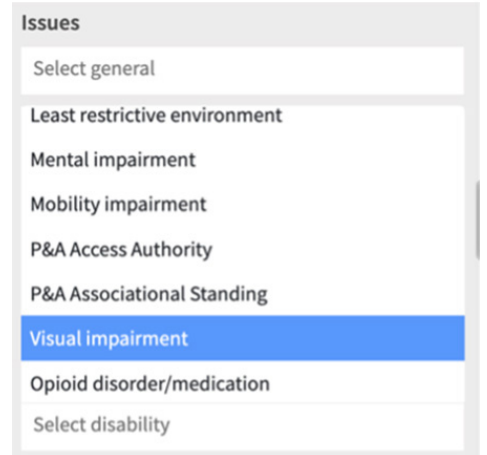 Issues
Select general
Least restrictive environment
Mental impairment
Mobility impairment
P&A Access Authority
P&A Associational Standing
Visual impairment
Opioid disorder/medication
Select disability